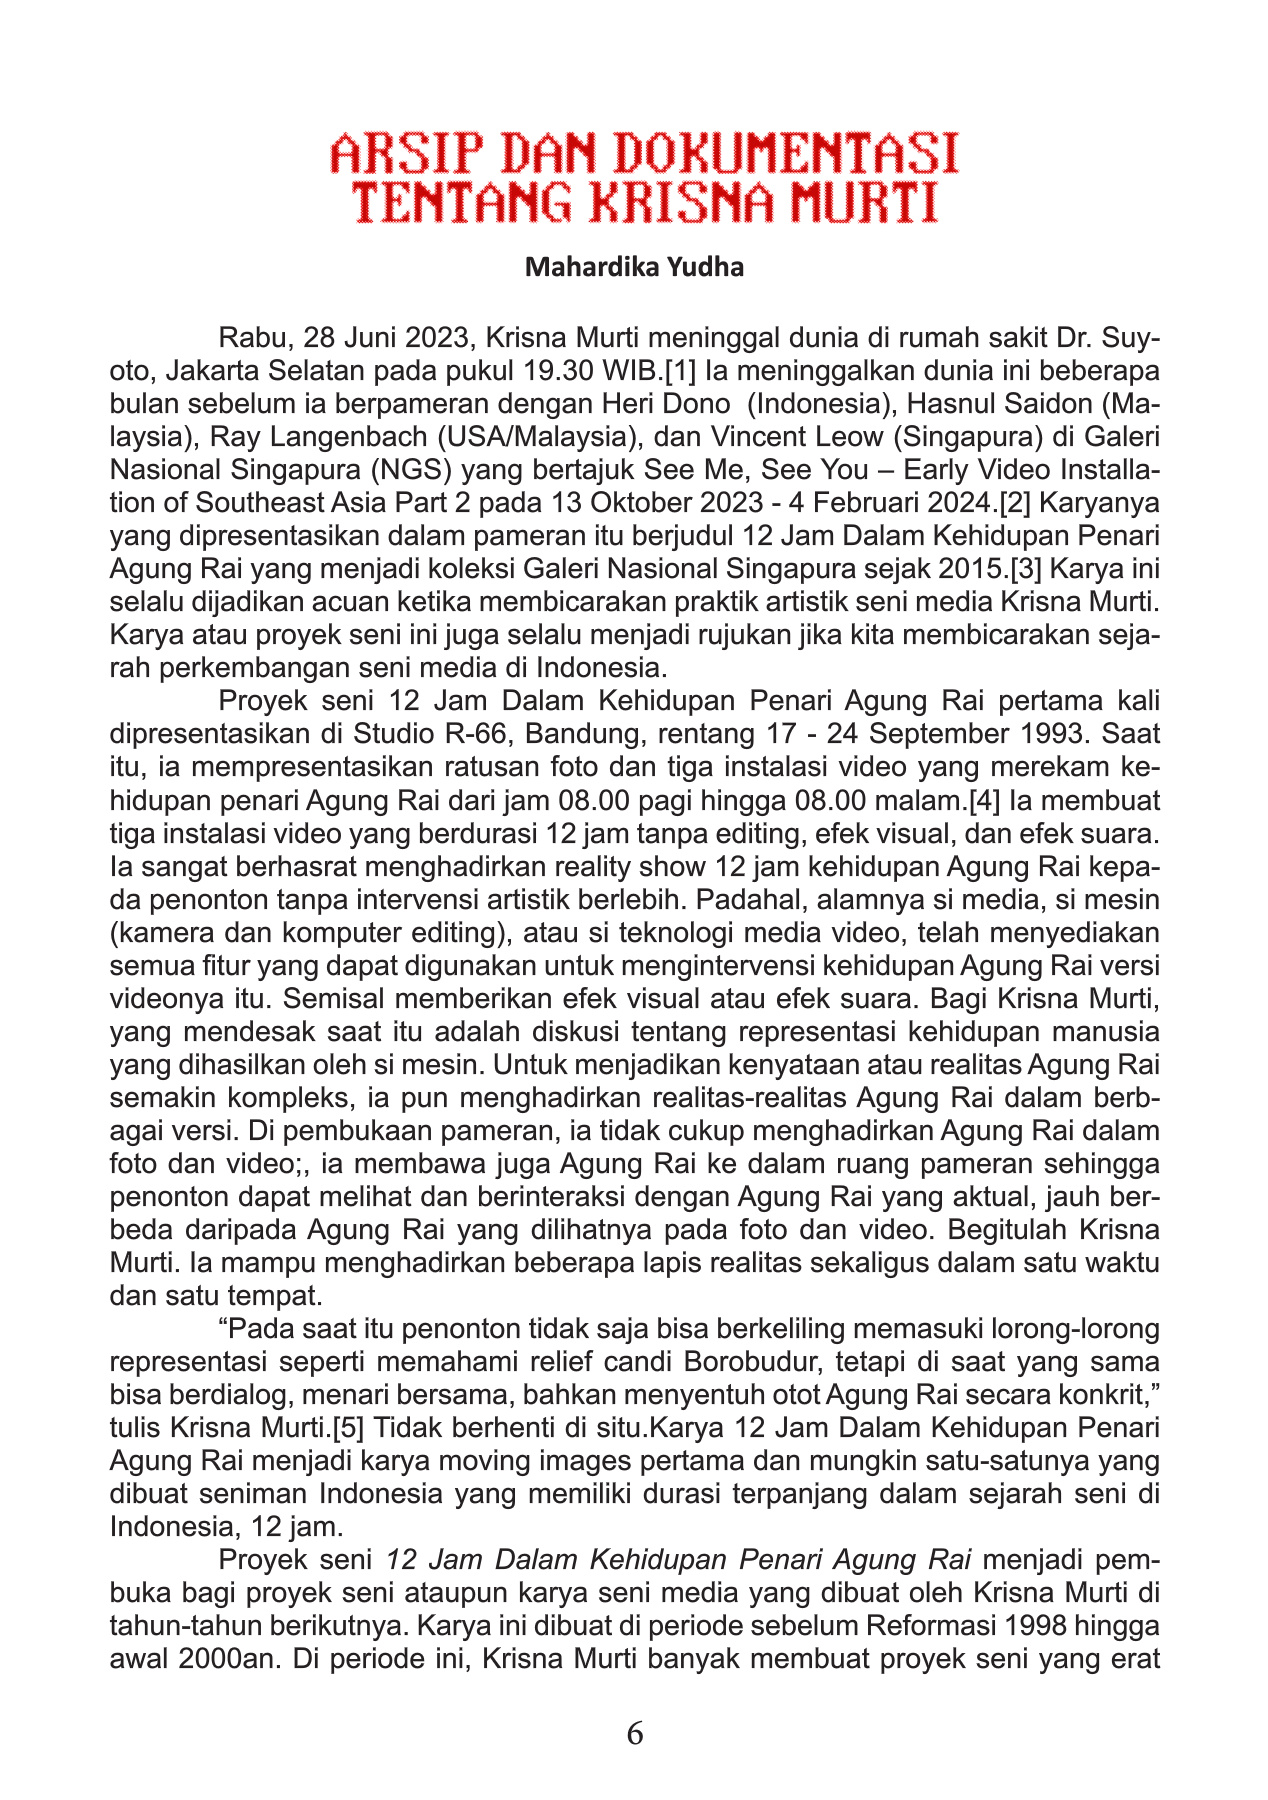 ARSIP DAN DOKUMENTASI
TENTANG KRISNA MURTI
Mahardika Yudha
Rabu, 28 Juni 2023, Krisna Murti meninggal dunia di rumah sakit Dr. Suy-
oto, Jakarta Selatan pada pukul 19.30 WIB.[1] Ia meninggalkan dunia ini beberapa
bulan sebelum ia berpameran dengan Heri Dono  (Indonesia), Hasnul Saidon (Ma-
laysia), Ray Langenbach (USA/Malaysia), dan Vincent Leow (Singapura) di Galeri
Nasional Singapura (NGS) yang bertajuk See Me, See You – Early Video Installa-
tion of Southeast Asia Part 2 pada 13 Oktober 2023 - 4 Februari 2024.[2] Karyanya
yang dipresentasikan dalam pameran itu berjudul 12 Jam Dalam Kehidupan Penari
Agung Rai yang menjadi koleksi Galeri Nasional Singapura sejak 2015.[3] Karya ini
selalu dijadikan acuan ketika membicarakan praktik artistik seni media Krisna Murti.
Karya atau proyek seni ini juga selalu menjadi rujukan jika kita membicarakan seja-
rah perkembangan seni media di Indonesia.
Proyek seni 12 Jam Dalam Kehidupan Penari Agung Rai pertama kali
dipresentasikan di Studio R-66, Bandung, rentang 17 - 24 September 1993. Saat
itu, ia mempresentasikan ratusan foto dan tiga instalasi video yang merekam ke-
hidupan penari Agung Rai dari jam 08.00 pagi hingga 08.00 malam.[4] Ia membuat
tiga instalasi video yang berdurasi 12 jam tanpa editing, efek visual, dan efek suara.
Ia sangat berhasrat menghadirkan reality show 12 jam kehidupan Agung Rai kepa-
da penonton tanpa intervensi artistik berlebih. Padahal, alamnya si media, si mesin
(kamera dan komputer editing), atau si teknologi media video, telah menyediakan
semua fitur yang dapat digunakan untuk mengintervensi kehidupan Agung Rai versi
videonya itu. Semisal memberikan efek visual atau efek suara. Bagi Krisna Murti,
yang mendesak saat itu adalah diskusi tentang representasi kehidupan manusia
yang dihasilkan oleh si mesin. Untuk menjadikan kenyataan atau realitas Agung Rai
semakin kompleks, ia pun menghadirkan realitas-realitas Agung Rai dalam berb-
agai versi. Di pembukaan pameran, ia tidak cukup menghadirkan Agung Rai dalam
foto dan video;, ia membawa juga Agung Rai ke dalam ruang pameran sehingga
penonton dapat melihat dan berinteraksi dengan Agung Rai yang aktual, jauh ber-
beda daripada Agung Rai yang dilihatnya pada foto dan video. Begitulah Krisna
Murti. Ia mampu menghadirkan beberapa lapis realitas sekaligus dalam satu waktu
dan satu tempat.
“Pada saat itu penonton tidak saja bisa berkeliling memasuki lorong-lorong
representasi seperti memahami relief candi Borobudur, tetapi di saat yang sama
bisa berdialog, menari bersama, bahkan menyentuh otot Agung Rai secara konkrit,”
tulis Krisna Murti.[5] Tidak berhenti di situ.Karya 12 Jam Dalam Kehidupan Penari
Agung Rai menjadi karya moving images pertama dan mungkin satu-satunya yang
dibuat seniman Indonesia yang memiliki durasi terpanjang dalam sejarah seni di
Indonesia, 12 jam.
Proyek seni 12 Jam Dalam Kehidupan Penari Agung Rai menjadi pem-
buka bagi proyek seni ataupun karya seni media yang dibuat oleh Krisna Murti di
tahun-tahun berikutnya. Karya ini dibuat di periode sebelum Reformasi 1998 hingga
awal 2000an. Di periode ini, Krisna Murti banyak membuat proyek seni yang erat
6